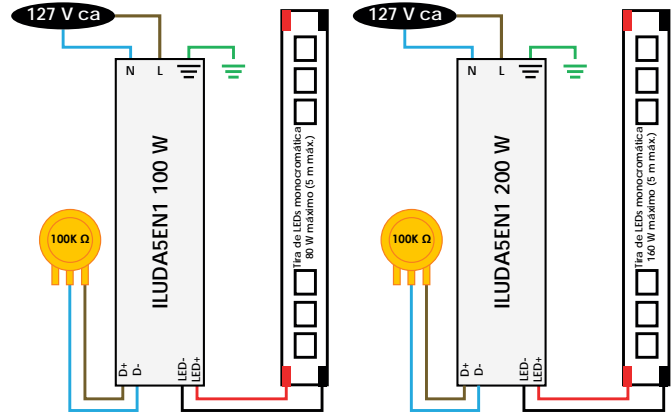 127 V ca
N L
ILUDA5EN1 100 W
100K Ω
D+
D-
LED-
LED+
Tira de LEDs monocromática
80 W máximo (5 m máx.)
127 V ca
N L
ILUDA5EN1 200 W
100K Ω
D+
D-
LED-
LED+
Tira de LEDs monocromática
160 W máximo (5 m máx.)